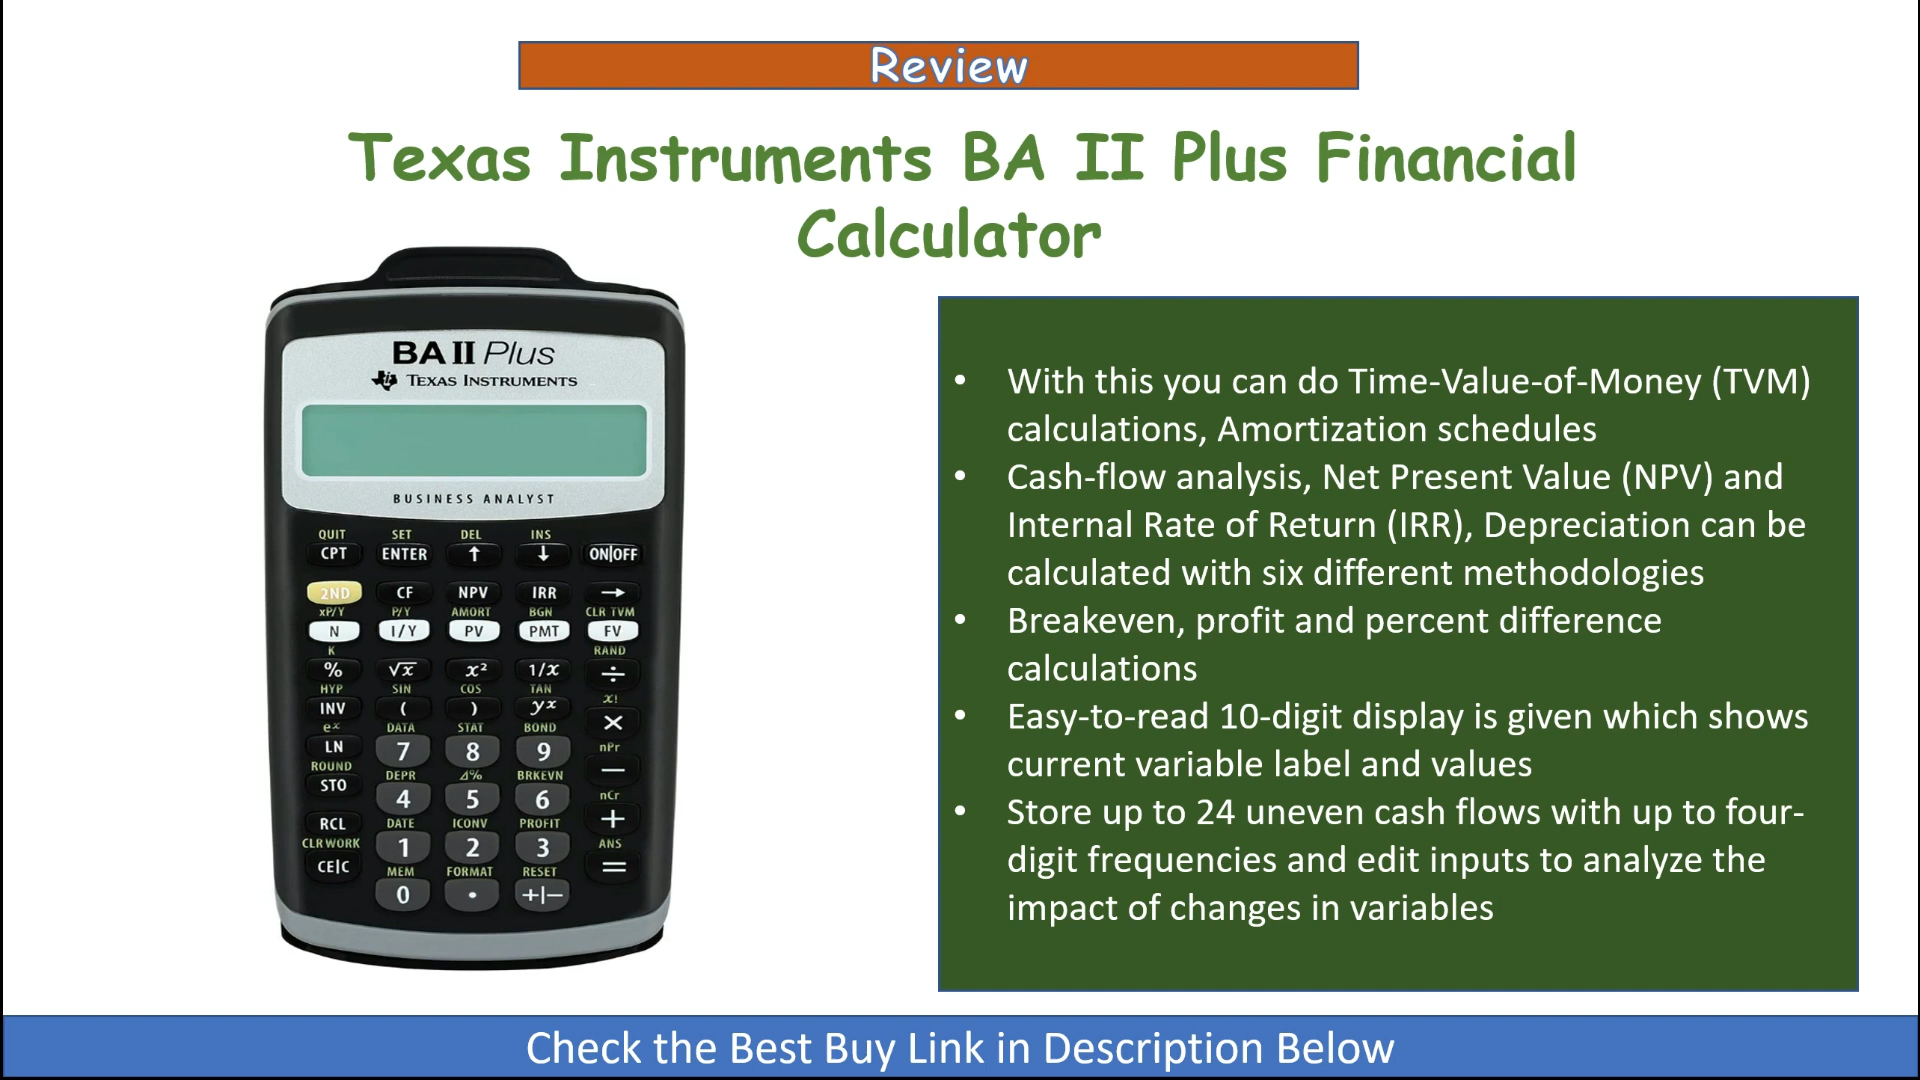 Review
Texas Instruments BA II Plus Financial
Calculator
BA II Plus
TEXAS INSTRUMENTS
BUSINESS ANALYST
QUIT SET DEL INS
CPT ENTER ↑ ↓ ON|OFF
2ND CF NPV IRR →
xP/Y P/Y AMORT BGN CLR TVM
N I/Y PV PMT FV
K RAND
% √x x² 1/x ÷
HYP SIN COS TAN x!
INV ( ) yˣ ×
eˣ DATA STAT BOND nPr
LN 7 8 9 −
ROUND DEPR Δ% BRKEVN nCr
STO 4 5 6 +
DATE ICONV PROFIT ANS
RCL 1 2 3 =
CLR WORK MEM FORMAT RESET
CE|C 0 . +|−
• With this you can do Time-Value-of-Money (TVM)
calculations, Amortization schedules
• Cash-flow analysis, Net Present Value (NPV) and
Internal Rate of Return (IRR), Depreciation can be
calculated with six different methodologies
• Breakeven, profit and percent difference
calculations
• Easy-to-read 10-digit display is given which shows
current variable label and values
• Store up to 24 uneven cash flows with up to four-
digit frequencies and edit inputs to analyze the
impact of changes in variables
Check the Best Buy Link in Description Below